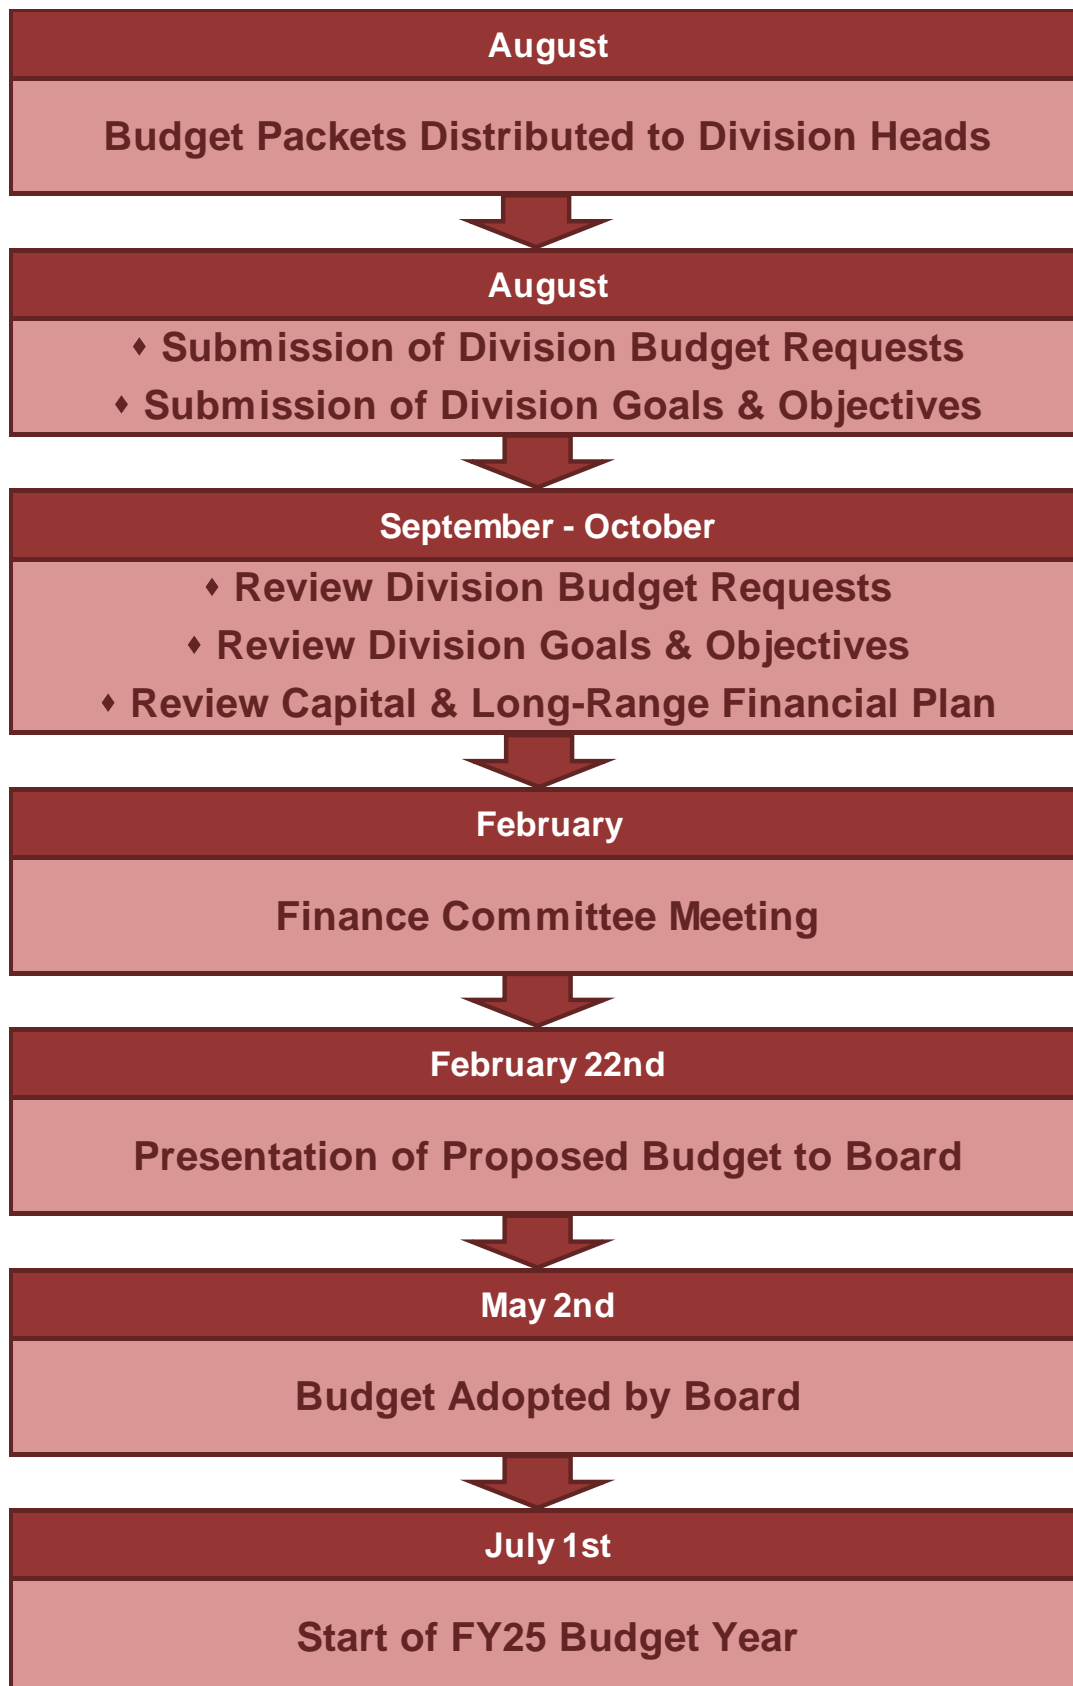 August
Budget Packets Distributed to Division Heads
August
♦ Submission of Division Budget Requests
♦ Submission of Division Goals & Objectives
September - October
♦ Review Division Budget Requests
♦ Review Division Goals & Objectives
♦ Review Capital & Long-Range Financial Plan
February
Finance Committee Meeting
February 22nd
Presentation of Proposed Budget to Board
May 2nd
Budget Adopted by Board
July 1st
Start of FY25 Budget Year